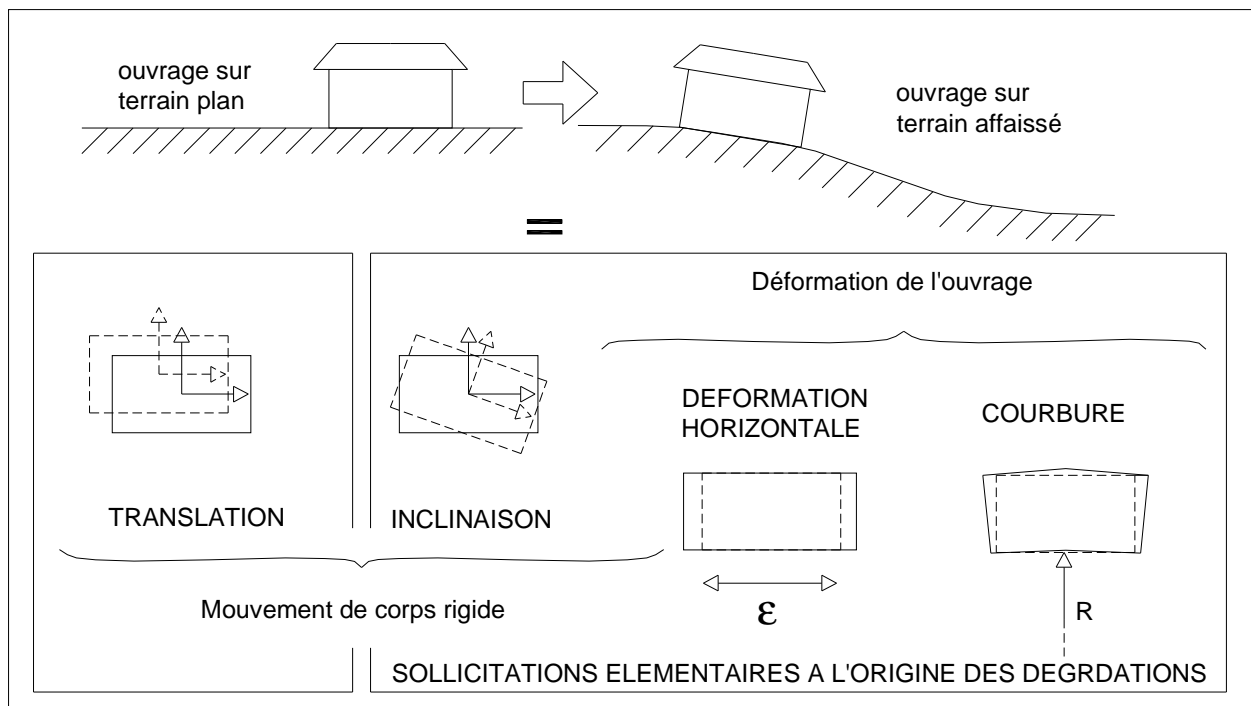 ouvrage sur
terrain plan
ouvrage sur
terrain affaissé
=
Déformation de l'ouvrage
DEFORMATION
HORIZONTALE
COURBURE
TRANSLATION
INCLINAISON
ε
R
Mouvement de corps rigide
SOLLICITATIONS ELEMENTAIRES A L'ORIGINE DES DEGRDATIONS